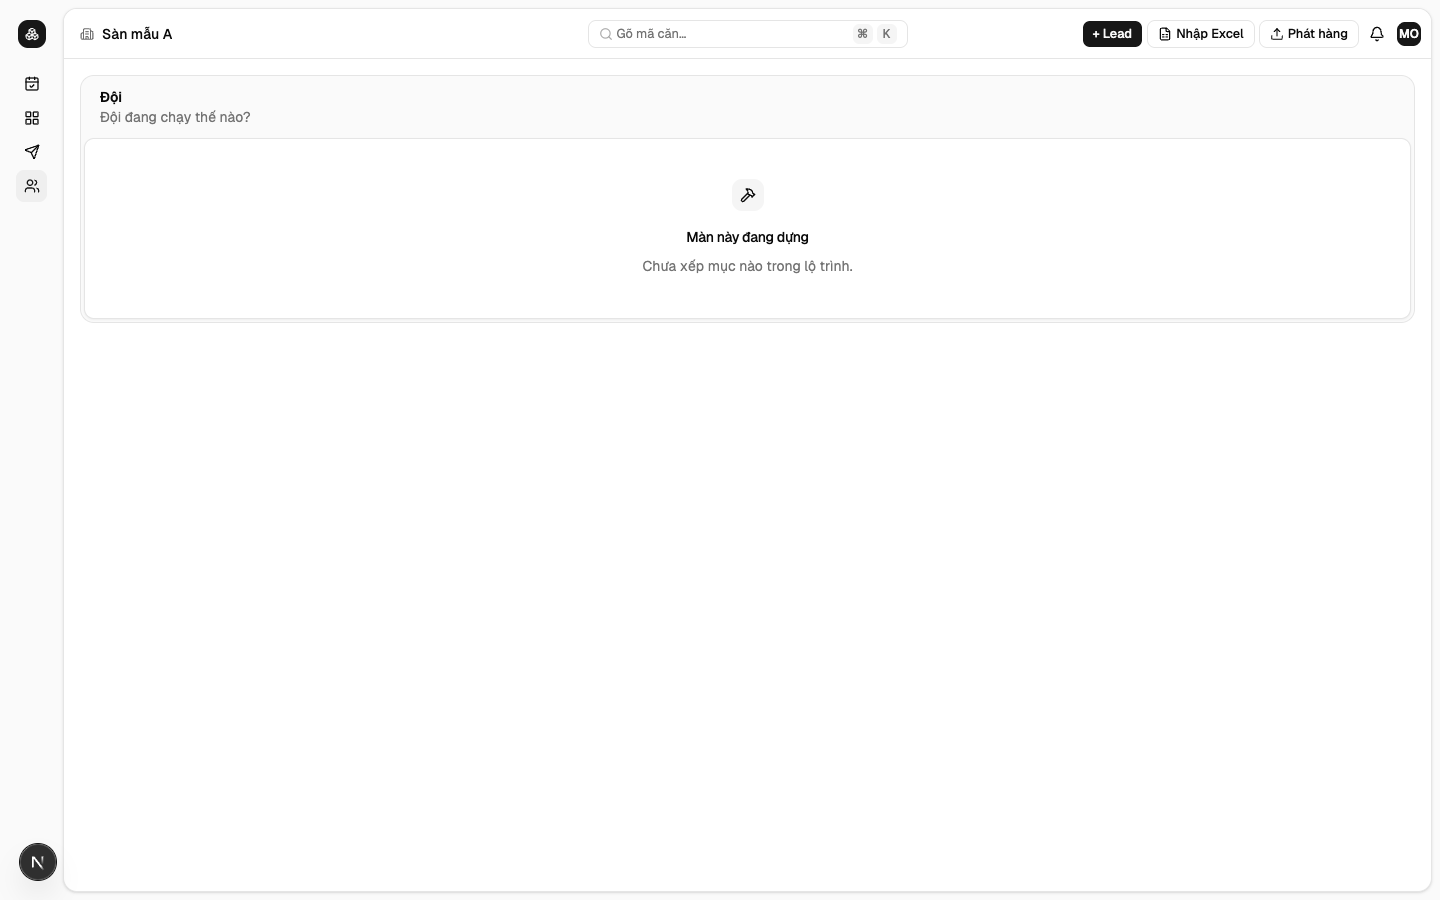 Sàn mẫu A
Gõ mã căn...
⌘ K
+ Lead
Nhập Excel
Phát hàng
MO
Đội
Đội đang chạy thế nào?
Màn này đang dựng
Chưa xếp mục nào trong lộ trình.
N